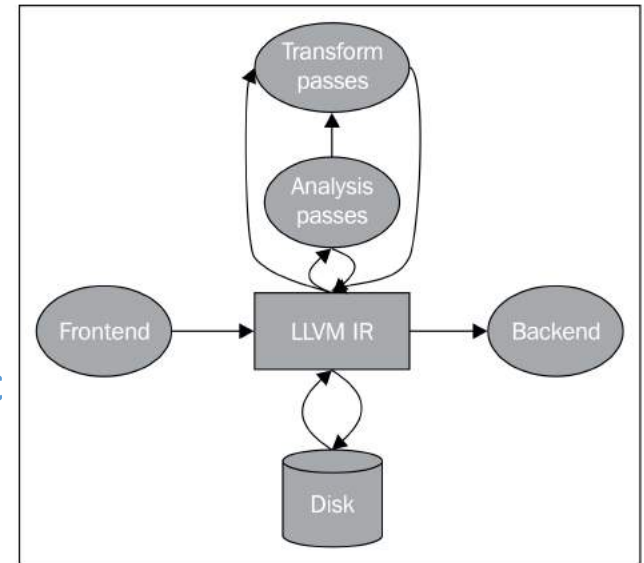 Transform
passes
Analysis
passes
Frontend
LLVM IR
Backend
Disk